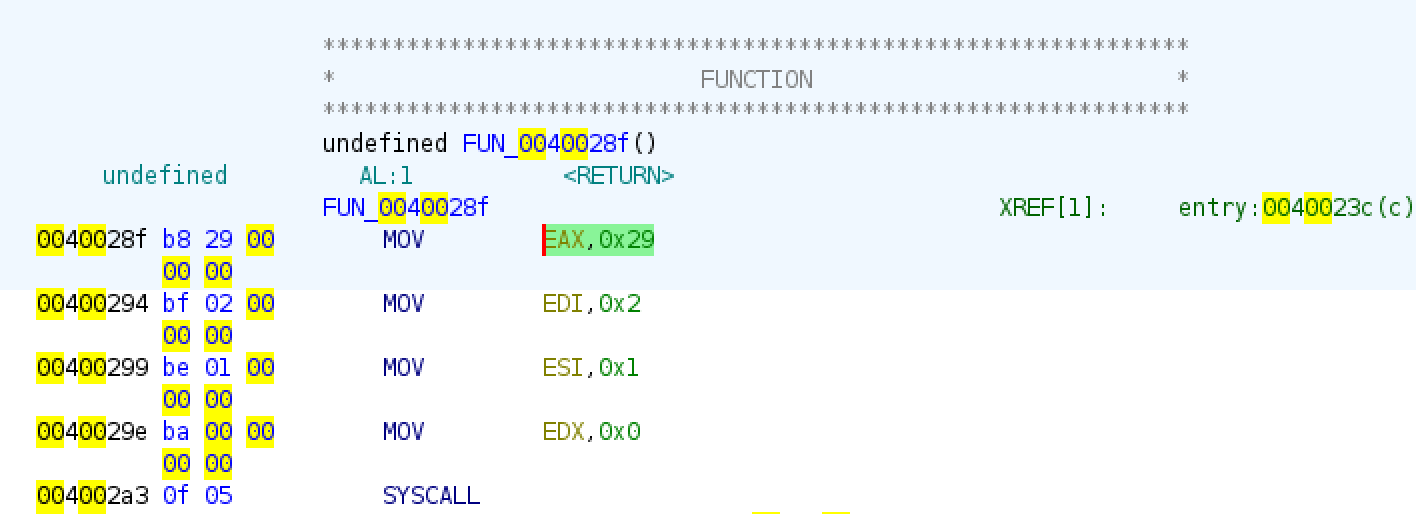 **************************************************************
* FUNCTION *
**************************************************************
undefined FUN_0040028f()
undefined AL:1 <RETURN>
FUN_0040028f XREF[1]: entry:0040023c(c)
0040028f b8 29 00 MOV EAX,0x29
00 00
00400294 bf 02 00 MOV EDI,0x2
00 00
00400299 be 01 00 MOV ESI,0x1
00 00
0040029e ba 00 00 MOV EDX,0x0
00 00
004002a3 0f 05 SYSCALL